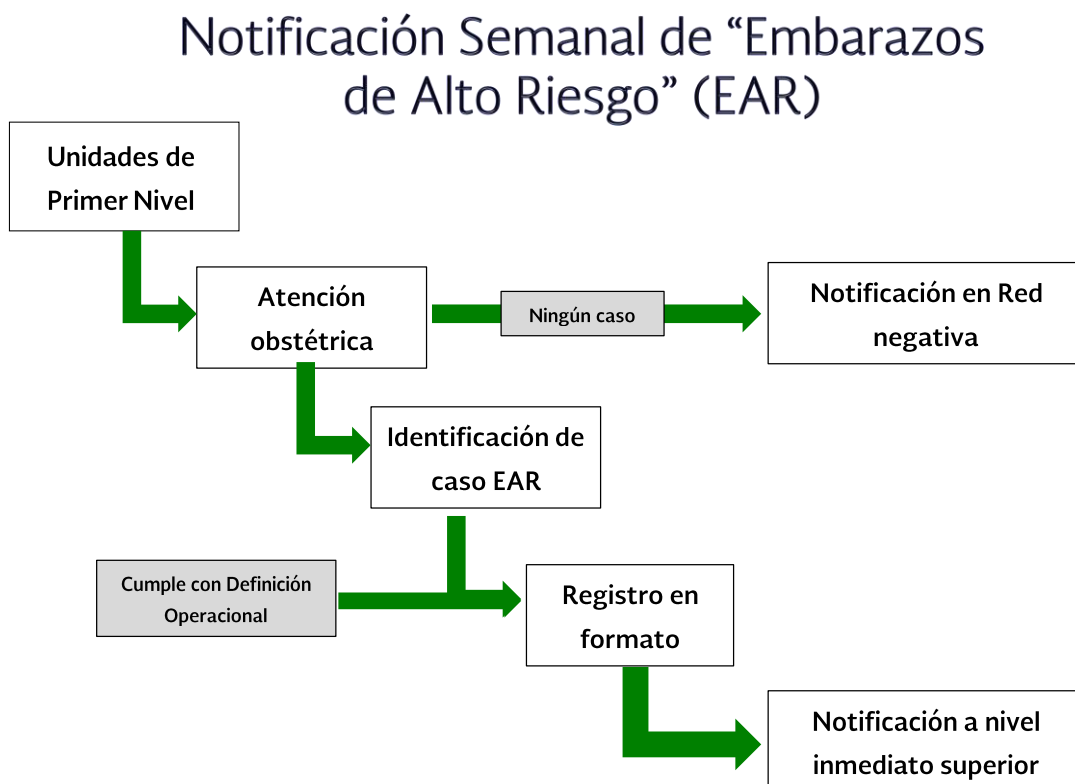 Notificación Semanal de “Embarazos
de Alto Riesgo” (EAR)
Unidades de
Primer Nivel
Atención
obstétrica
Ningún caso
Notificación en Red
negativa
Identificación de
caso EAR
Cumple con Definición
Operacional
Registro en
formato
Notificación a nivel
inmediato superior